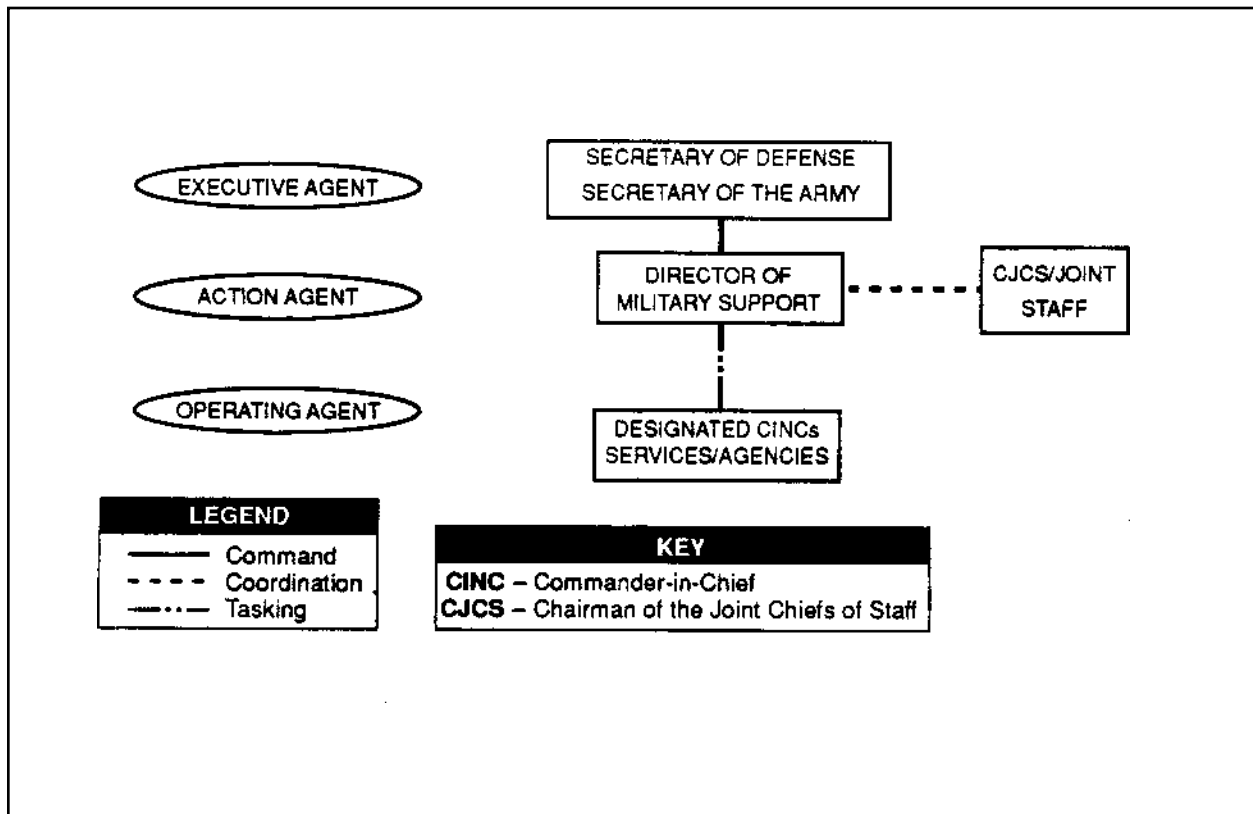 EXECUTIVE AGENT
SECRETARY OF DEFENSE
SECRETARY OF THE ARMY
ACTION AGENT
DIRECTOR OF
MILITARY SUPPORT
CJCS/JOINT
STAFF
OPERATING AGENT
DESIGNATED CINCs
SERVICES/AGENCIES
LEGEND
Command
Coordination
Tasking
KEY
CINC – Commander-in-Chief
CJCS – Chairman of the Joint Chiefs of Staff